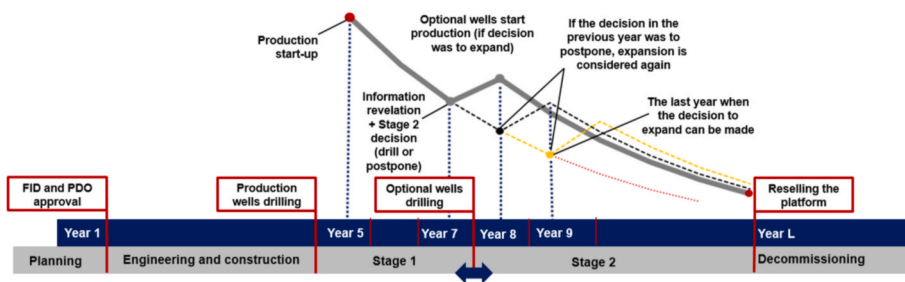 Production
start-up
Optional wells start
production (if decision
was to expand)
If the decision in the
previous year was to
postpone, expansion is
considered again
Information
revelation
+ Stage 2
decision
(drill or
postpone)
The last year when
the decision to
expand can be made
FID and PDO
approval
Production
wells drilling
Optional wells
drilling
Reselling the
platform
Year 1
Year 5
Year 7
Year 8
Year 9
Year L
Planning
Engineering and construction
Stage 1
Stage 2
Decommissioning